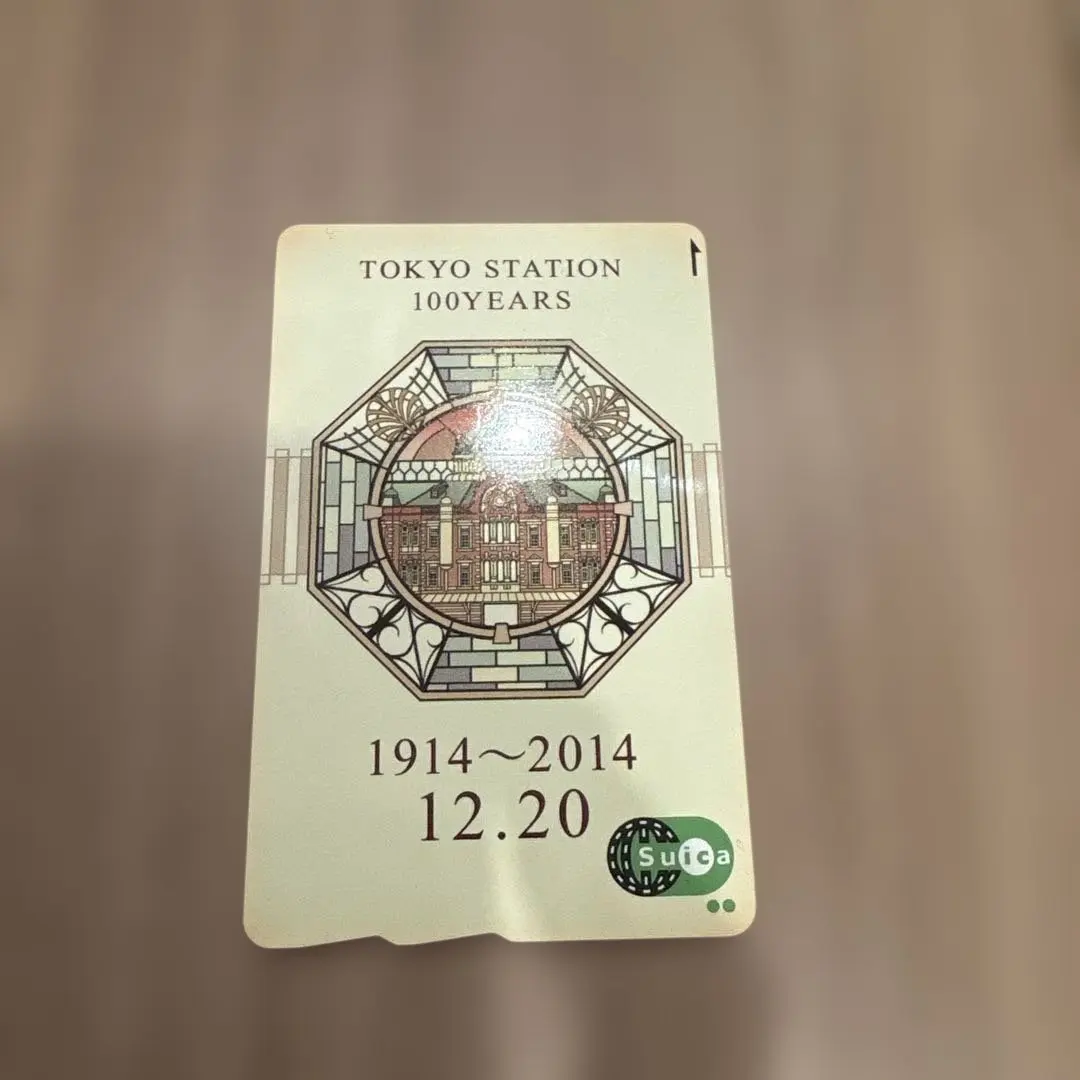 TOKYO STATION
100YEARS
1914～2014
12.20
Suica